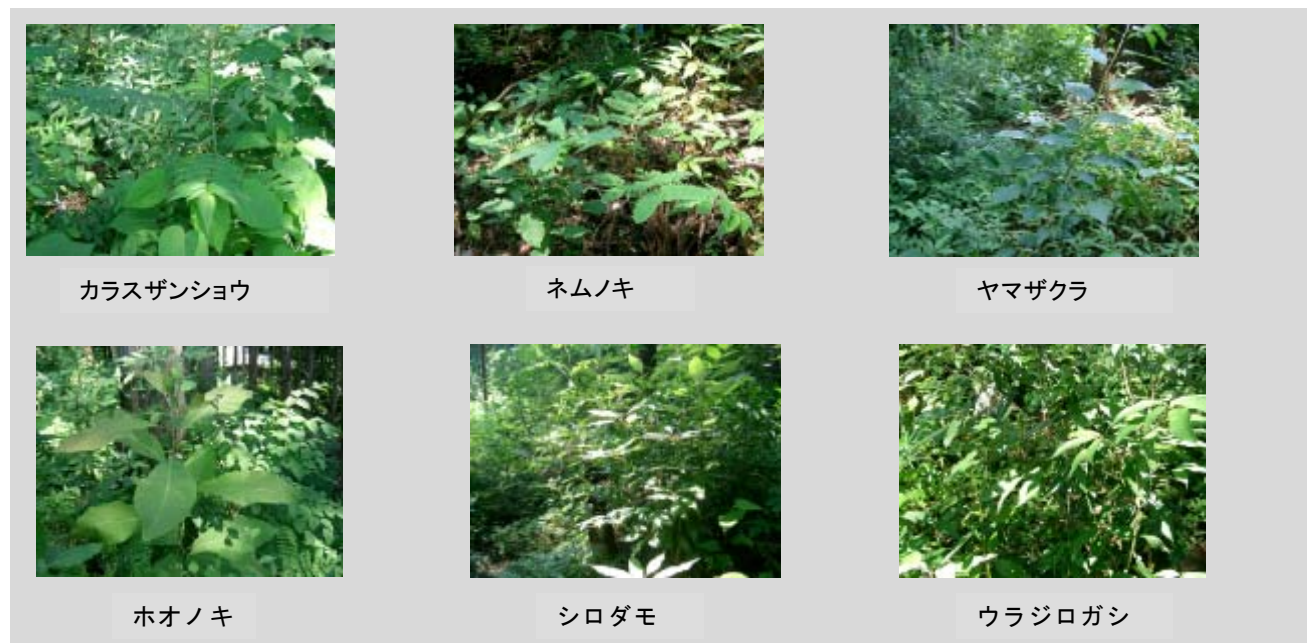 カラスザンショウ
ネムノキ
ヤマザクラ
ホオノキ
シロダモ
ウラジロガシ